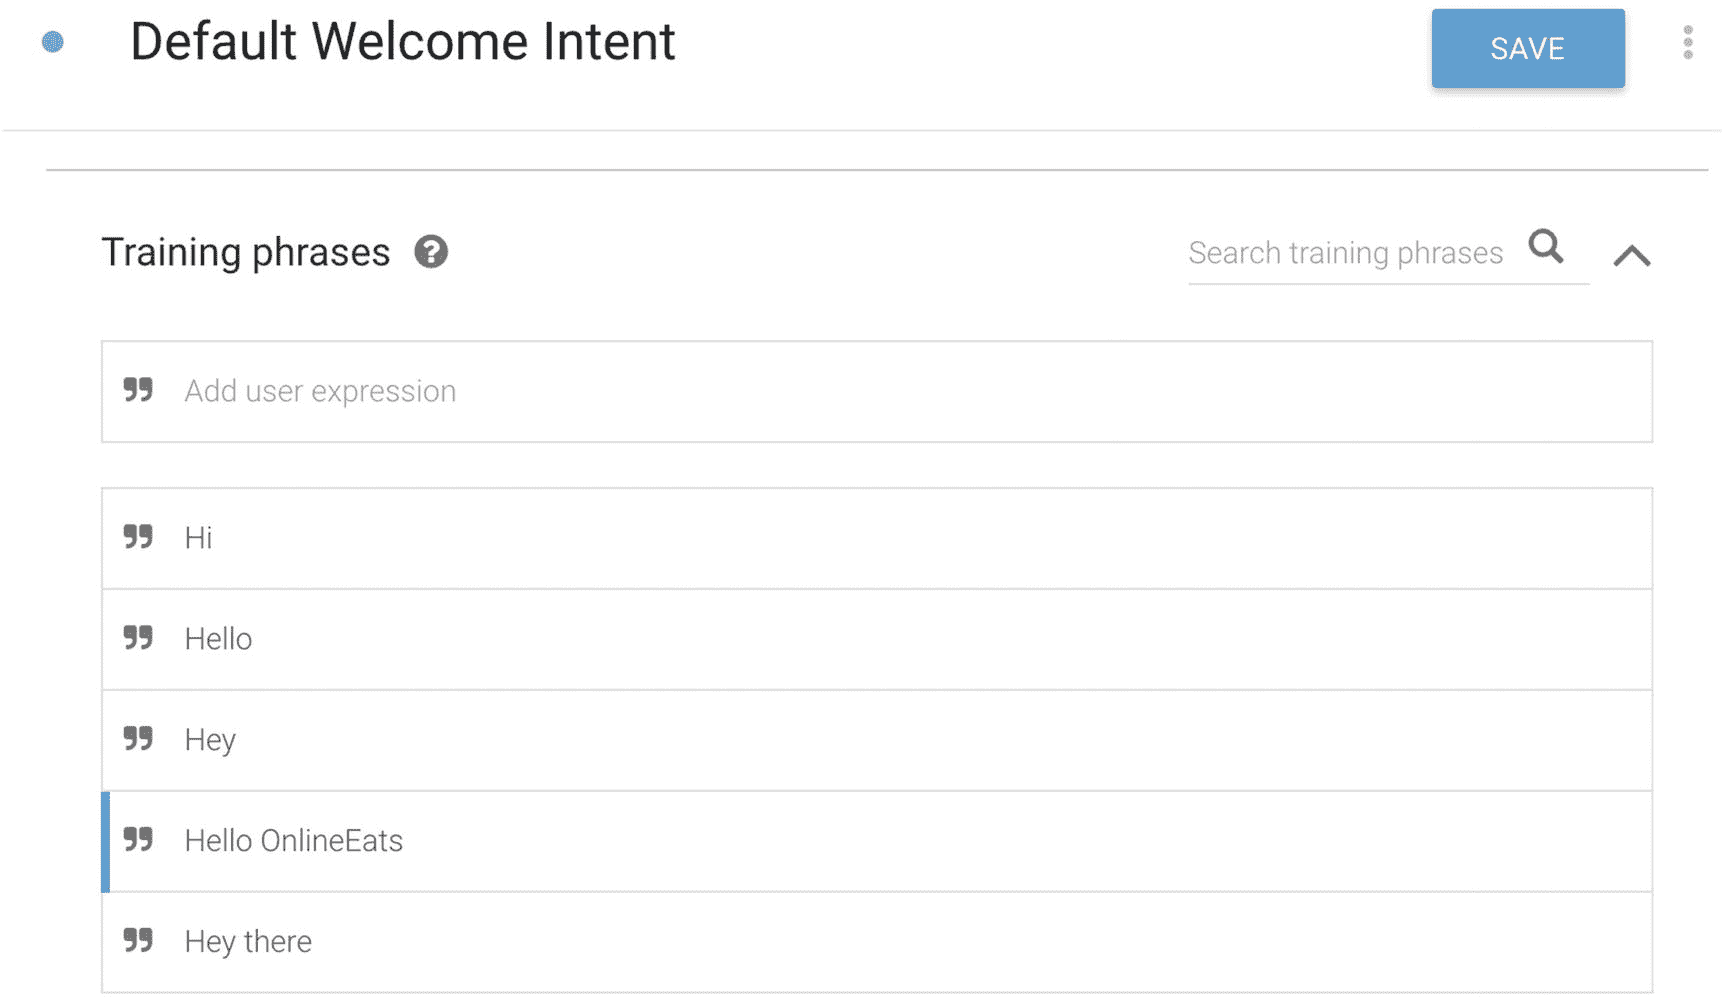 Default Welcome Intent
SAVE
Training phrases
Search training phrases
Add user expression
Hi
Hello
Hey
Hello OnlineEats
Hey there